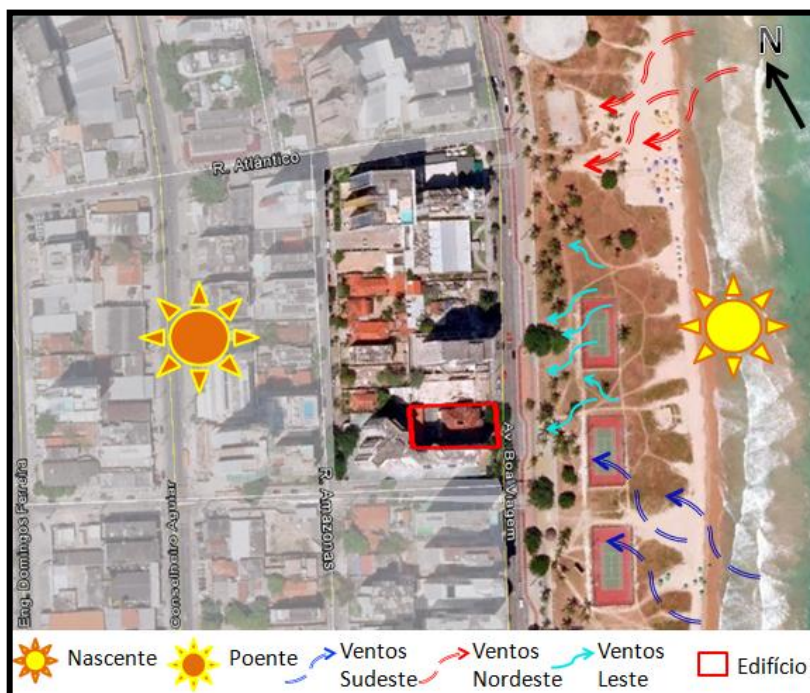 N
R. Atlântico
Av. Boa Viagem
R. Amazonas
Conselheiro Aguiar
Eng. Domingos Ferreira
Nascente
Poente
Ventos
Sudeste
Ventos
Nordeste
Ventos
Leste
Edifício